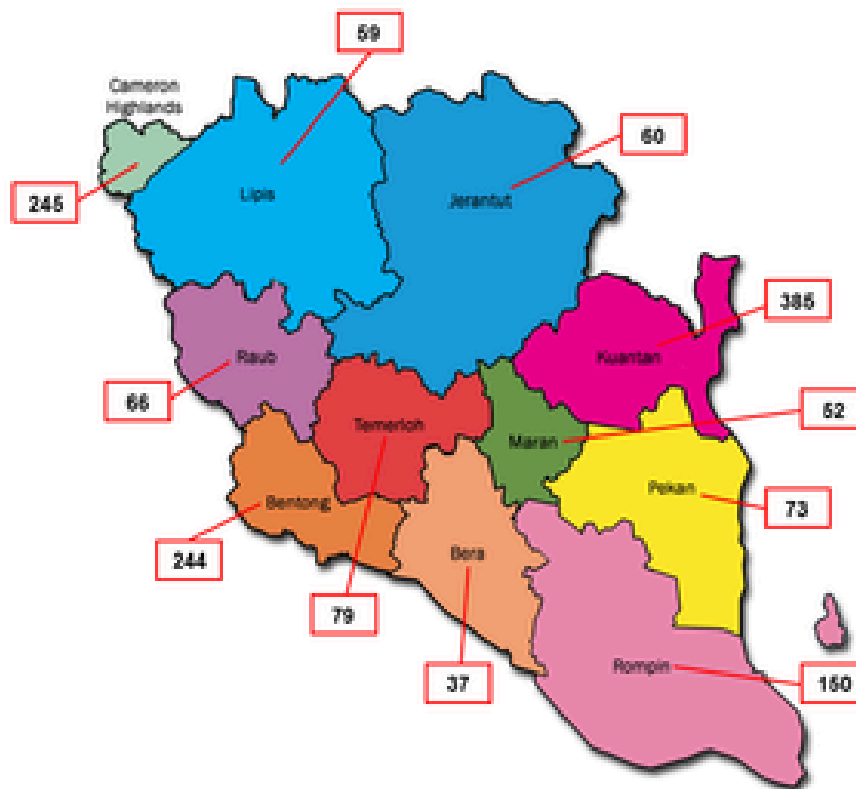 59
Cameron
Highlands
60
245
Lipis
Jerantut
385
Raub
Kuantan
66
52
Temerloh
Maran
Pekan
Bentong
73
244
Bera
79
37
Rompin
150